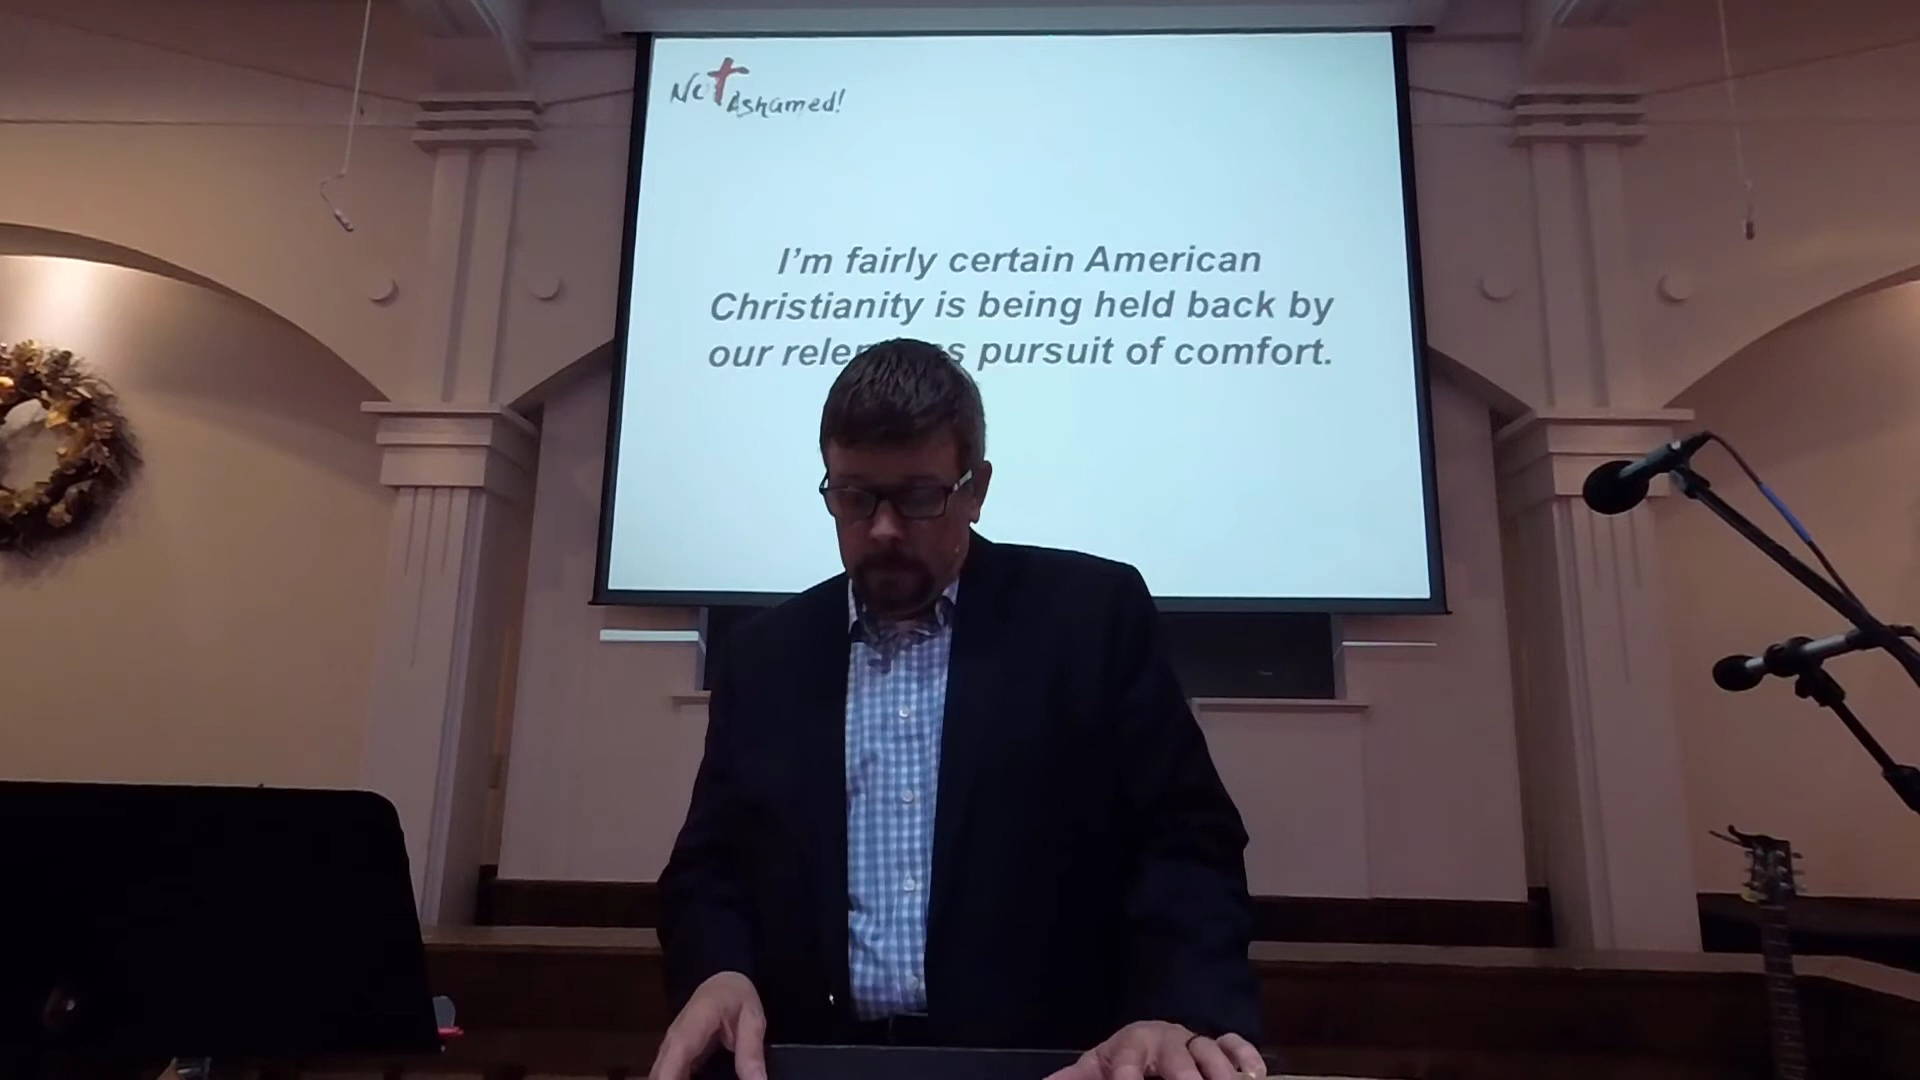 Not
Ashamed!
I'm fairly certain American
Christianity is being held back by
our pursuit of comfort.